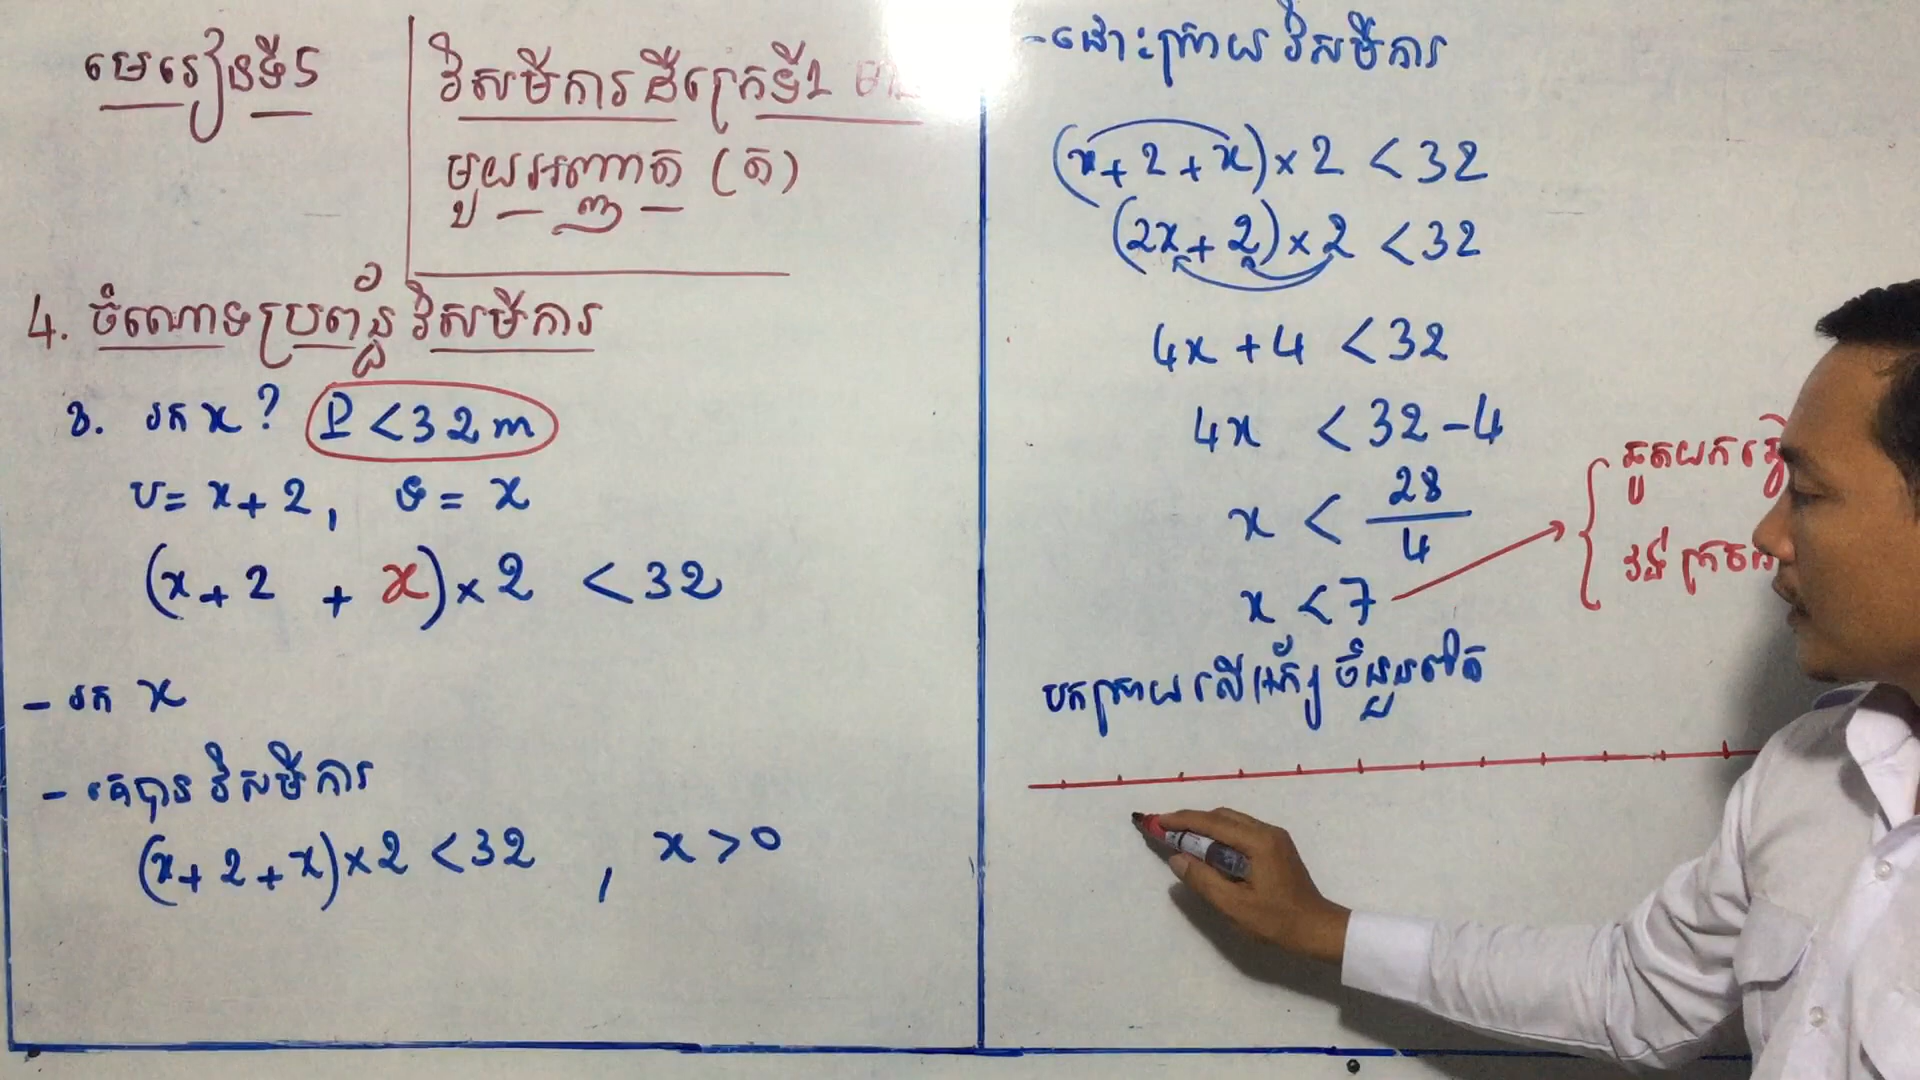 មេរៀនទី5
វិសមីការដឺក្រេទី1 មាន
មួយអញ្ញាត (ត)
4. ចំណោទប្រព័ន្ធវិសមីការ
8. រក x? P < 32 m
ប = x + 2, ទ = x
(x + 2 + x) × 2 < 32
- រក x
- គេបានវិសមីការ
(x + 2 + x) × 2 < 32 , x > 0
- ដោះស្រាយវិសមីការ
(x + 2 + x) × 2 < 32
(2x + 2) × 2 < 32
4x + 4 < 32
4x < 32 - 4
x < 28/4
x < 7
បកស្រាយលើអ័ក្សចំនួនពិត